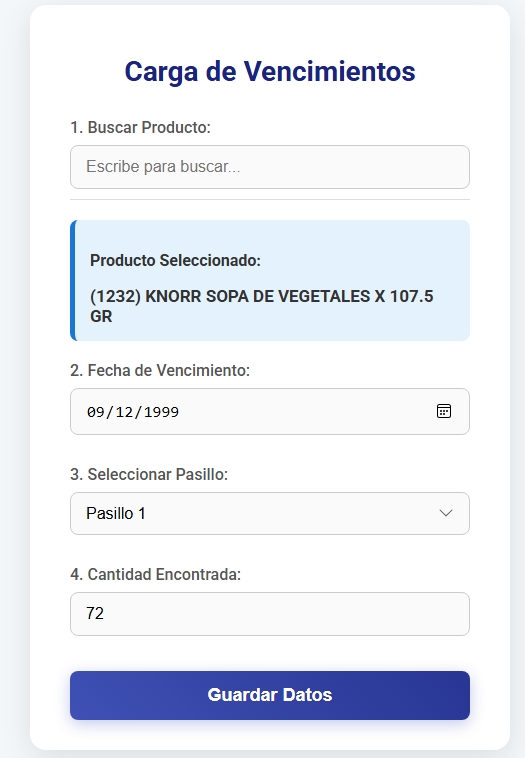 Carga de Vencimientos
1. Buscar Producto:
Escribe para buscar...
Producto Seleccionado:
(1232) KNORR SOPA DE VEGETALES X 107.5
GR
2. Fecha de Vencimiento:
09/12/1999
3. Seleccionar Pasillo:
Pasillo 1
4. Cantidad Encontrada:
72
Guardar Datos